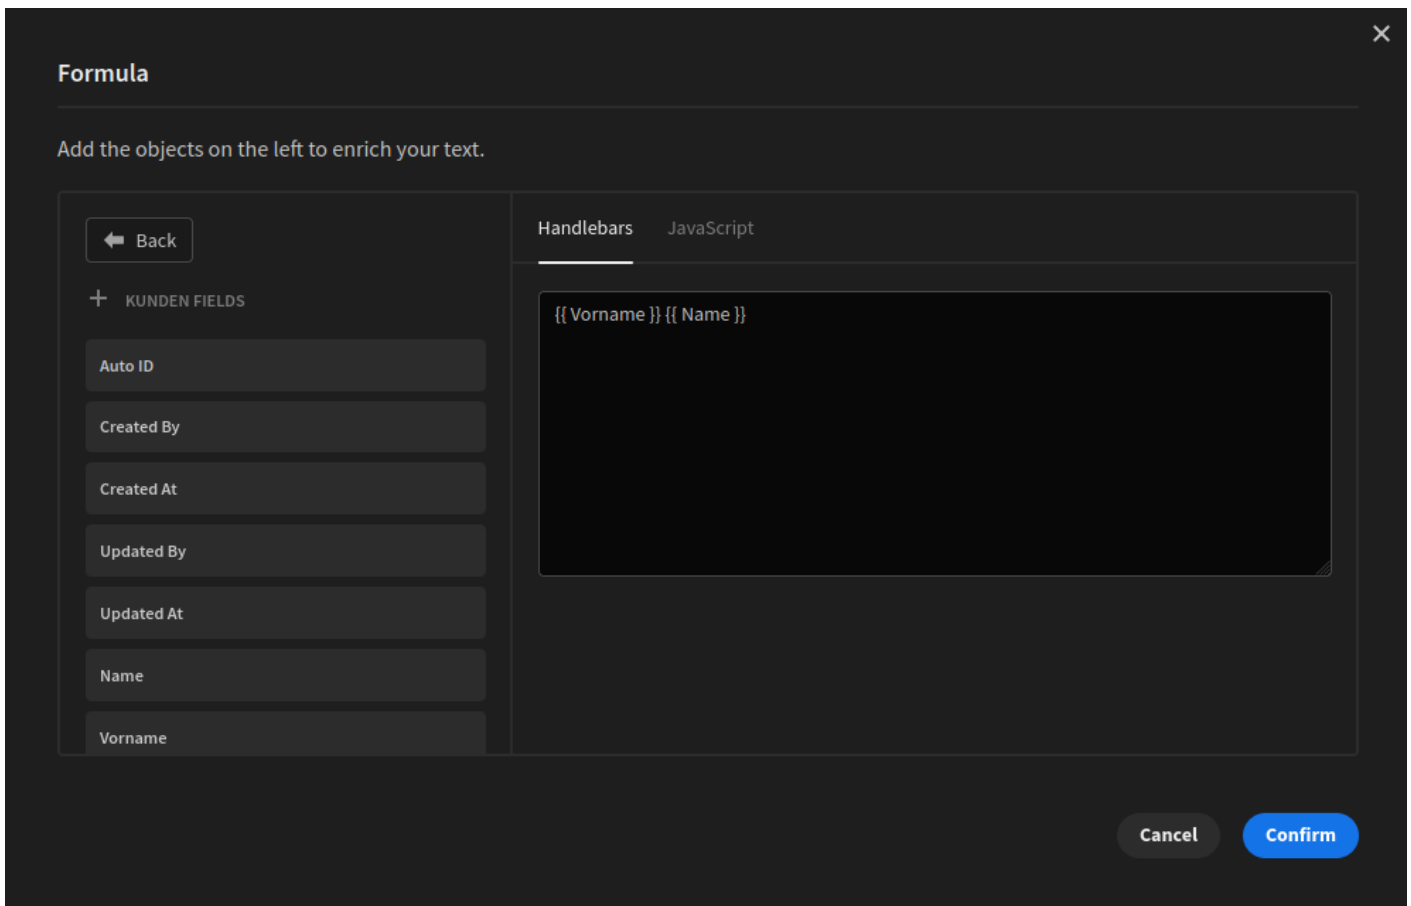 Formula
Add the objects on the left to enrich your text.
Back
KUNDEN FIELDS
Auto ID
Created By
Created At
Updated By
Updated At
Name
Vorname
Handlebars JavaScript
{{ Vorname }} {{ Name }}
Cancel Confirm